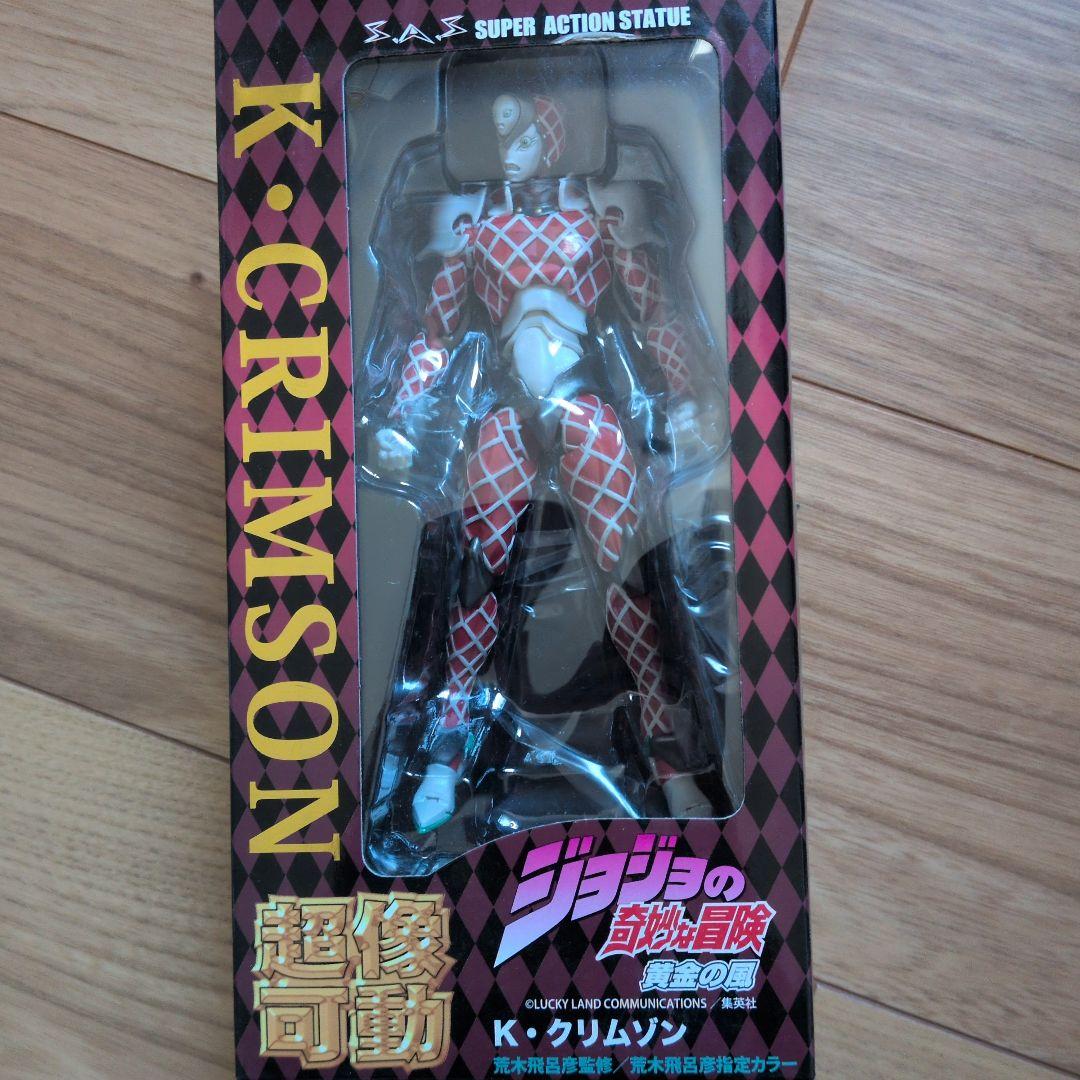 S.A.S SUPER ACTION STATUE
K・CRIMSON
超像
可動
ジョジョの
奇妙な冒険
黄金の風
©LUCKY LAND COMMUNICATIONS ／集英社
K・クリムゾン
荒木飛呂彦監修／荒木飛呂彦指定カラー